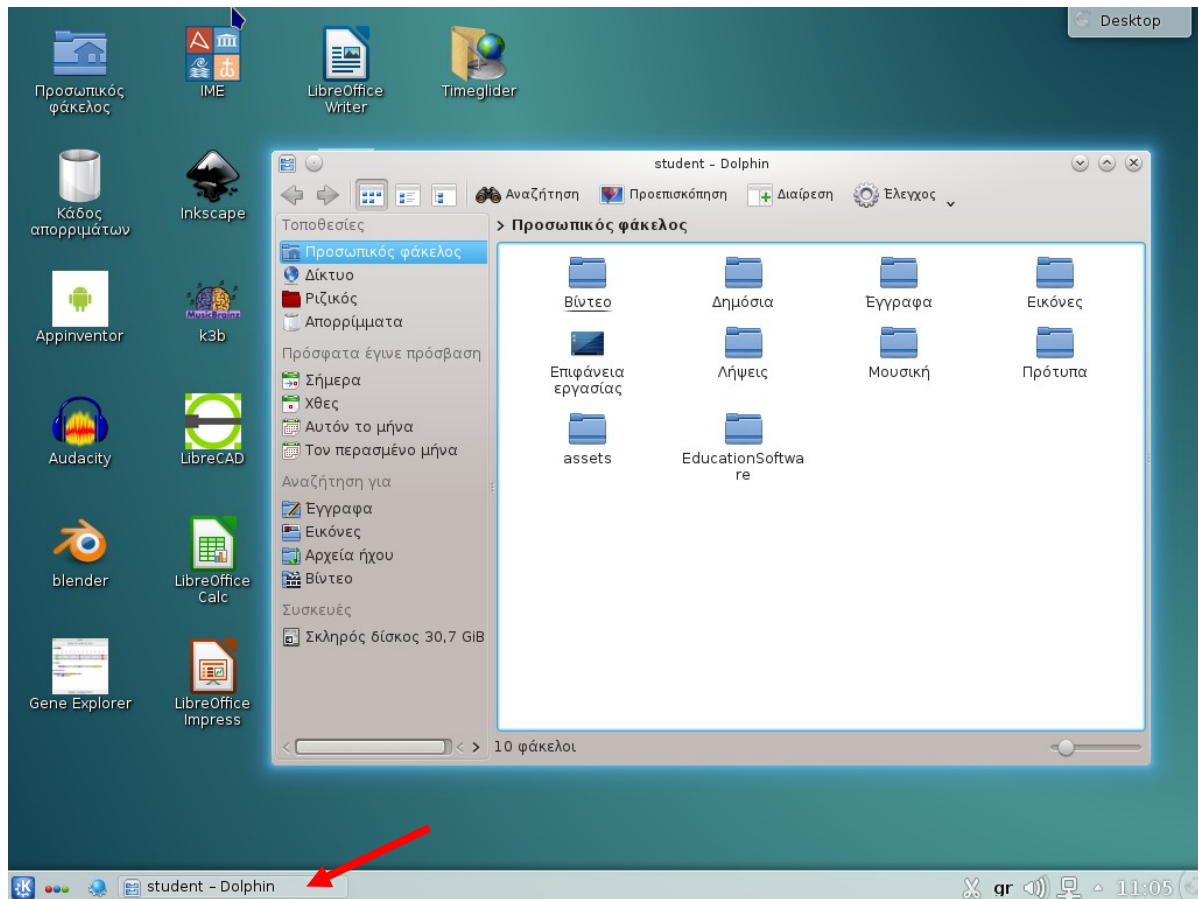 Desktop
Προσωπικός
φάκελος
IME
LibreOffice
Writer
Timeglider
Κάδος
απορριμάτων
Inkscape
Appinventor
MusicBrainz
k3b
Audacity
LibreCAD
blender
LibreOffice
Calc
Gene Explorer
LibreOffice
Impress
student – Dolphin
Αναζήτηση
Προεπισκόπηση
Διαίρεση
Έλεγχος
Τοποθεσίες
> Προσωπικός φάκελος
Προσωπικός φάκελος
Δίκτυο
Ριζικός
Απορρίμματα
Πρόσφατα έγινε πρόσβαση
Σήμερα
Χθες
Αυτόν το μήνα
Τον περασμένο μήνα
Αναζήτηση για
Έγγραφα
Εικόνες
Αρχεία ήχου
Βίντεο
Συσκευές
Σκληρός δίσκος 30,7 GiB
Βίντεο
Δημόσια
Έγγραφα
Εικόνες
Επιφάνεια
εργασίας
Λήψεις
Μουσική
Πρότυπα
assets
EducationSoftwa
re
10 φάκελοι
student – Dolphin
gr
11:05